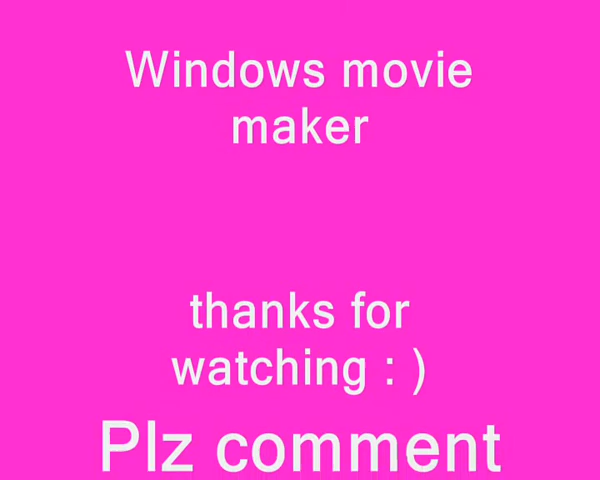 Windows movie
maker
thanks for
watching : )
Plz comment